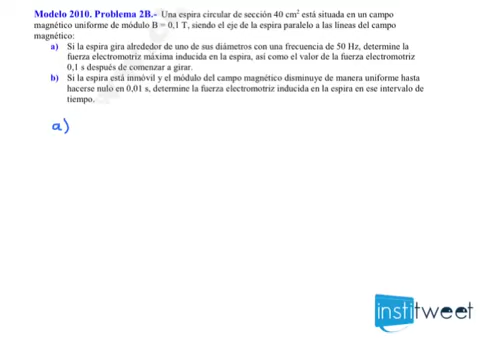 Modelo 2010. Problema 2B.- Una espira circular de sección 40 cm² está situada en un campo
magnético uniforme de módulo B = 0,1 T, siendo el eje de la espira paralelo a las líneas del campo
magnético:
a) Si la espira gira alrededor de uno de sus diámetros con una frecuencia de 50 Hz, determine la
fuerza electromotriz máxima inducida en la espira, así como el valor de la fuerza electromotriz
0,1 s después de comenzar a girar.
b) Si la espira está inmóvil y el módulo del campo magnético disminuye de manera uniforme hasta
hacerse nulo en 0,01 s, determine la fuerza electromotriz inducida en la espira en ese intervalo de
tiempo.
a)
institweet